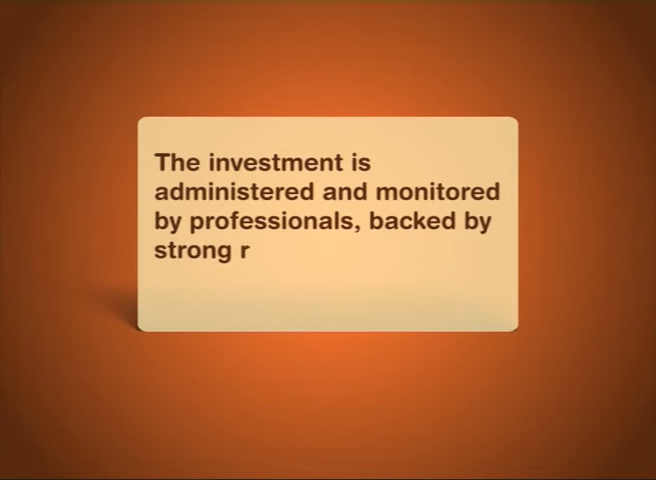 The investment is
administered and monitored
by professionals, backed by
strong r